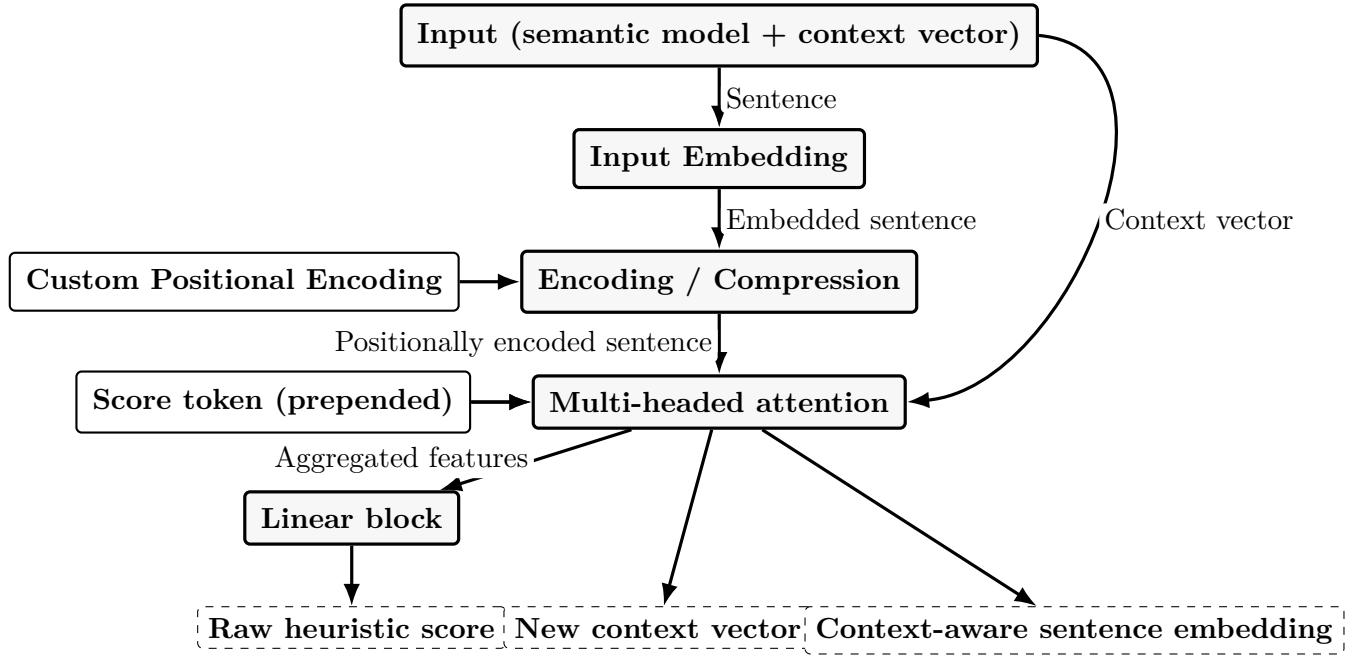 Input (semantic model + context vector)
Sentence
Input Embedding
Embedded sentence
Context vector
Custom Positional Encoding
Encoding / Compression
Positionally encoded sentence
Score token (prepended)
Multi-headed attention
Aggregated features
Linear block
Raw heuristic score
New context vector
Context-aware sentence embedding